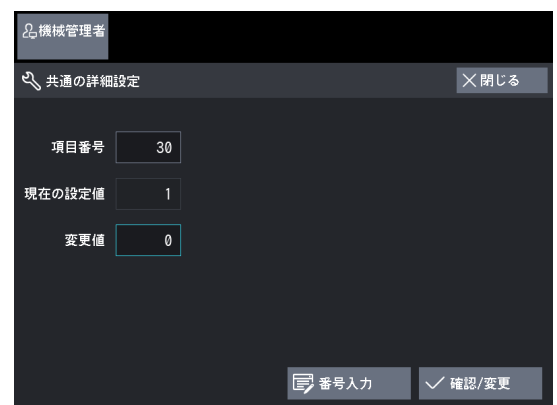 機械管理者
共通の詳細設定
閉じる
項目番号 30
現在の設定値 1
変更値 0
番号入力
確認/変更